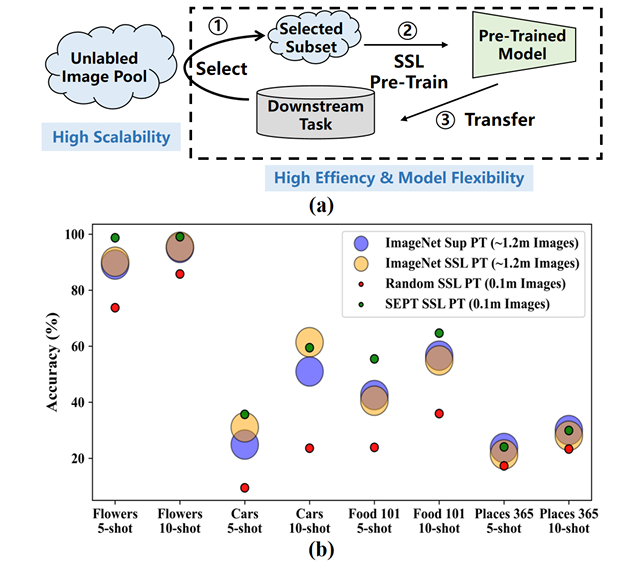 ①
Unlabled
Image Pool
Select
Selected
Subset
②
SSL
Pre-Train
Pre-Trained
Model
Downstream
Task
③ Transfer
High Scalability
High Effiency & Model Flexibility
(a)
Accuracy (%)
100
80
60
40
20
ImageNet Sup PT (~1.2m Images)
ImageNet SSL PT (~1.2m Images)
Random SSL PT (0.1m Images)
SEPT SSL PT (0.1m Images)
Flowers
5-shot
Flowers
10-shot
Cars
5-shot
Cars
10-shot
Food 101
5-shot
Food 101
10-shot
Places 365
5-shot
Places 365
10-shot
(b)